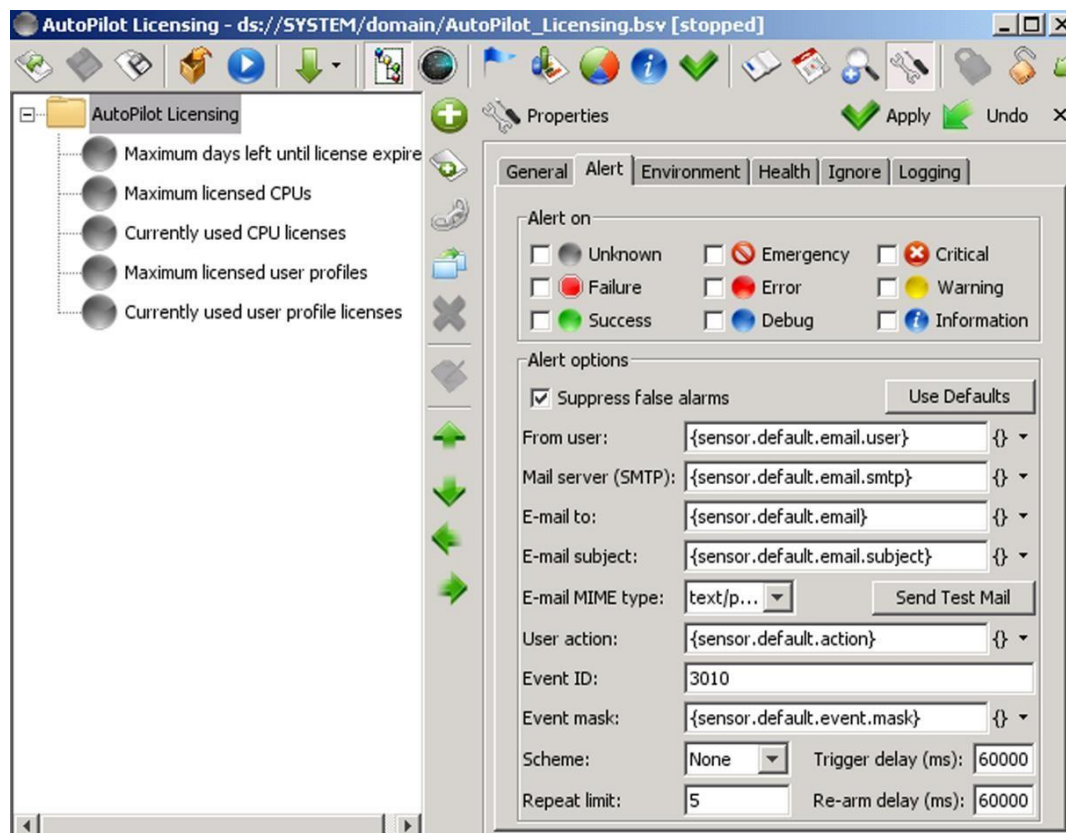 AutoPilot Licensing - ds://SYSTEM/domain/AutoPilot_Licensing.bsv [stopped]
AutoPilot Licensing
Maximum days left until license expire
Maximum licensed CPUs
Currently used CPU licenses
Maximum licensed user profiles
Currently used user profile licenses
Properties
Apply
Undo
General
Alert
Environment
Health
Ignore
Logging
Alert on
Unknown
Emergency
Critical
Failure
Error
Warning
Success
Debug
Information
Alert options
Suppress false alarms
Use Defaults
From user: {sensor.default.email.user} {}
Mail server (SMTP): {sensor.default.email.smtp} {}
E-mail to: {sensor.default.email} {}
E-mail subject: {sensor.default.email.subject} {}
E-mail MIME type: text/p... Send Test Mail
User action: {sensor.default.action} {}
Event ID: 3010
Event mask: {sensor.default.event.mask} {}
Scheme: None Trigger delay (ms): 60000
Repeat limit: 5 Re-arm delay (ms): 60000